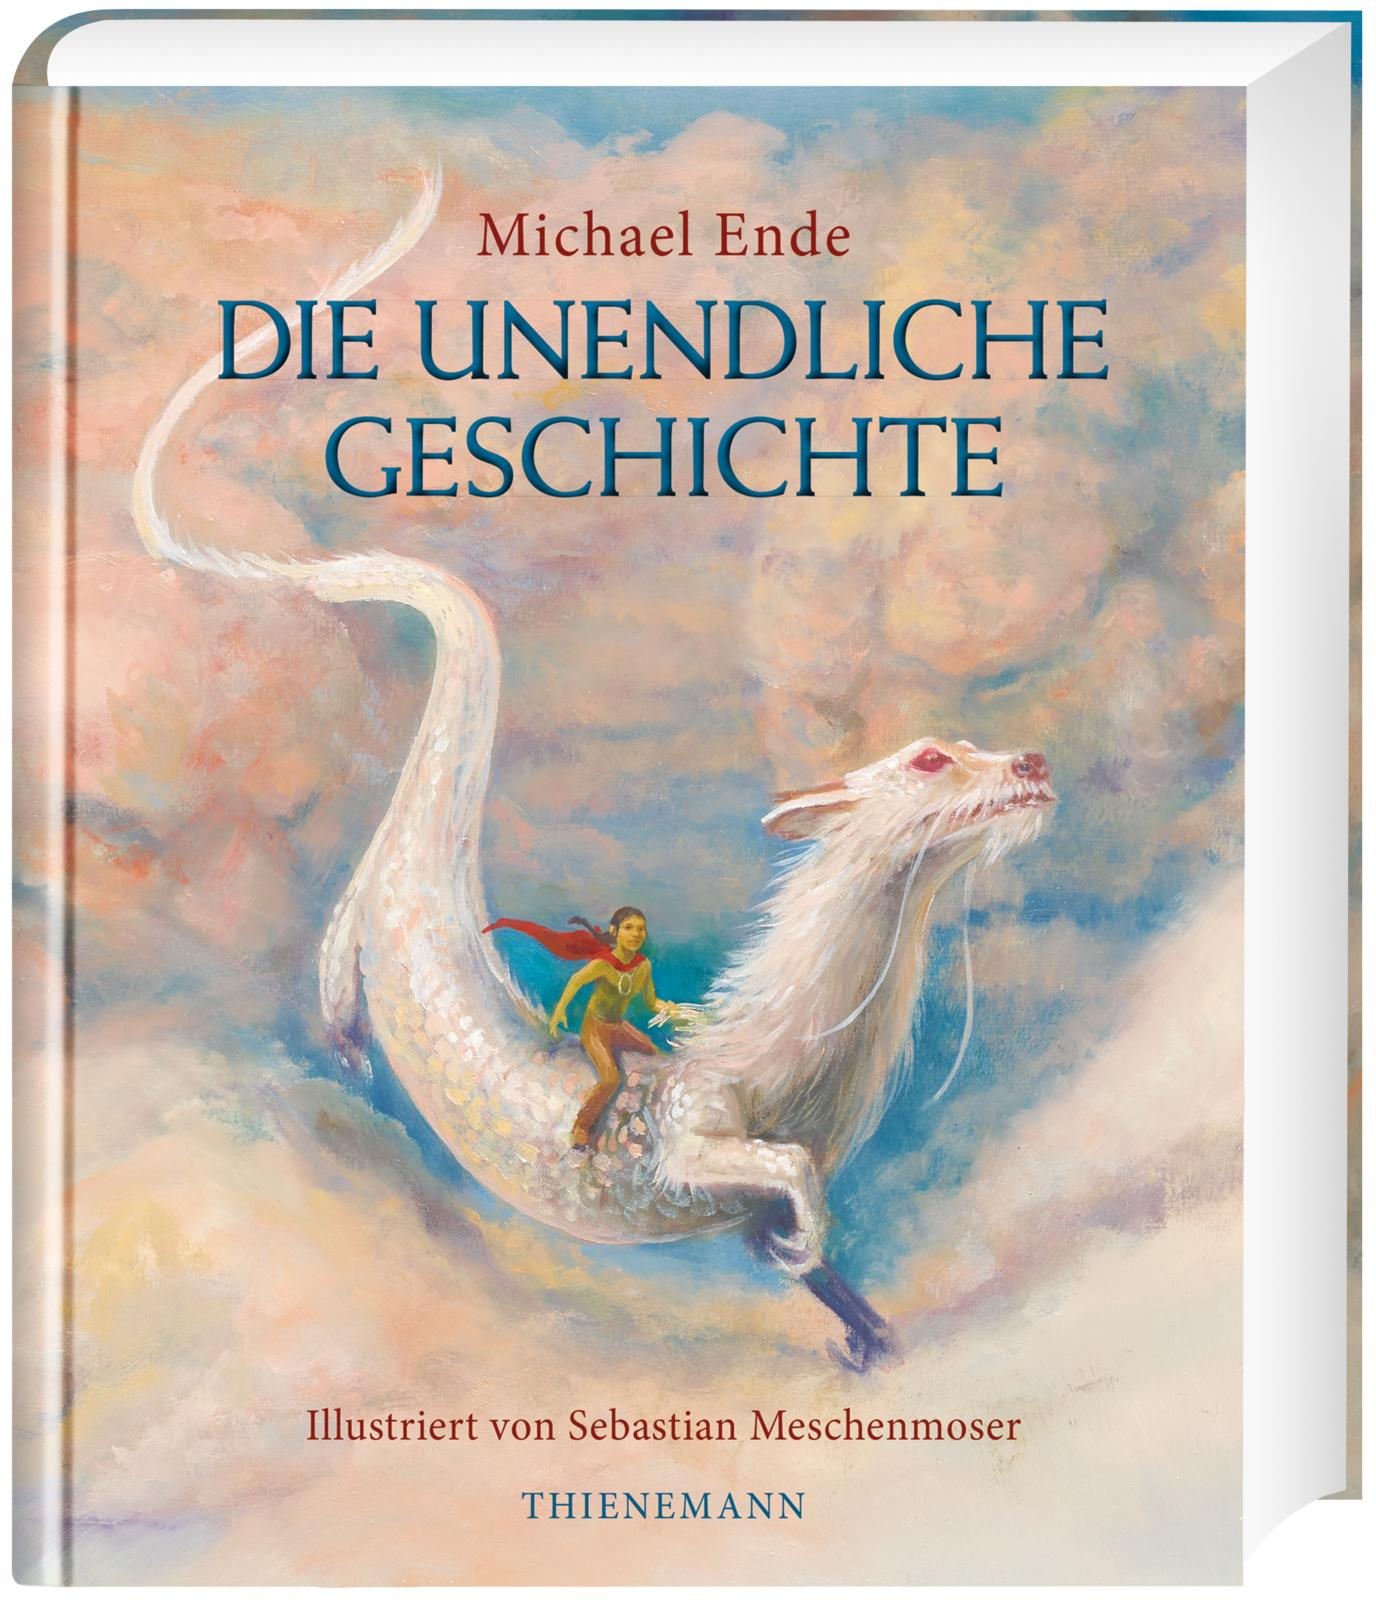 Michael Ende
DIE UNENDLICHE
GESCHICHTE
Illustriert von Sebastian Meschenmoser
THIENEMANN